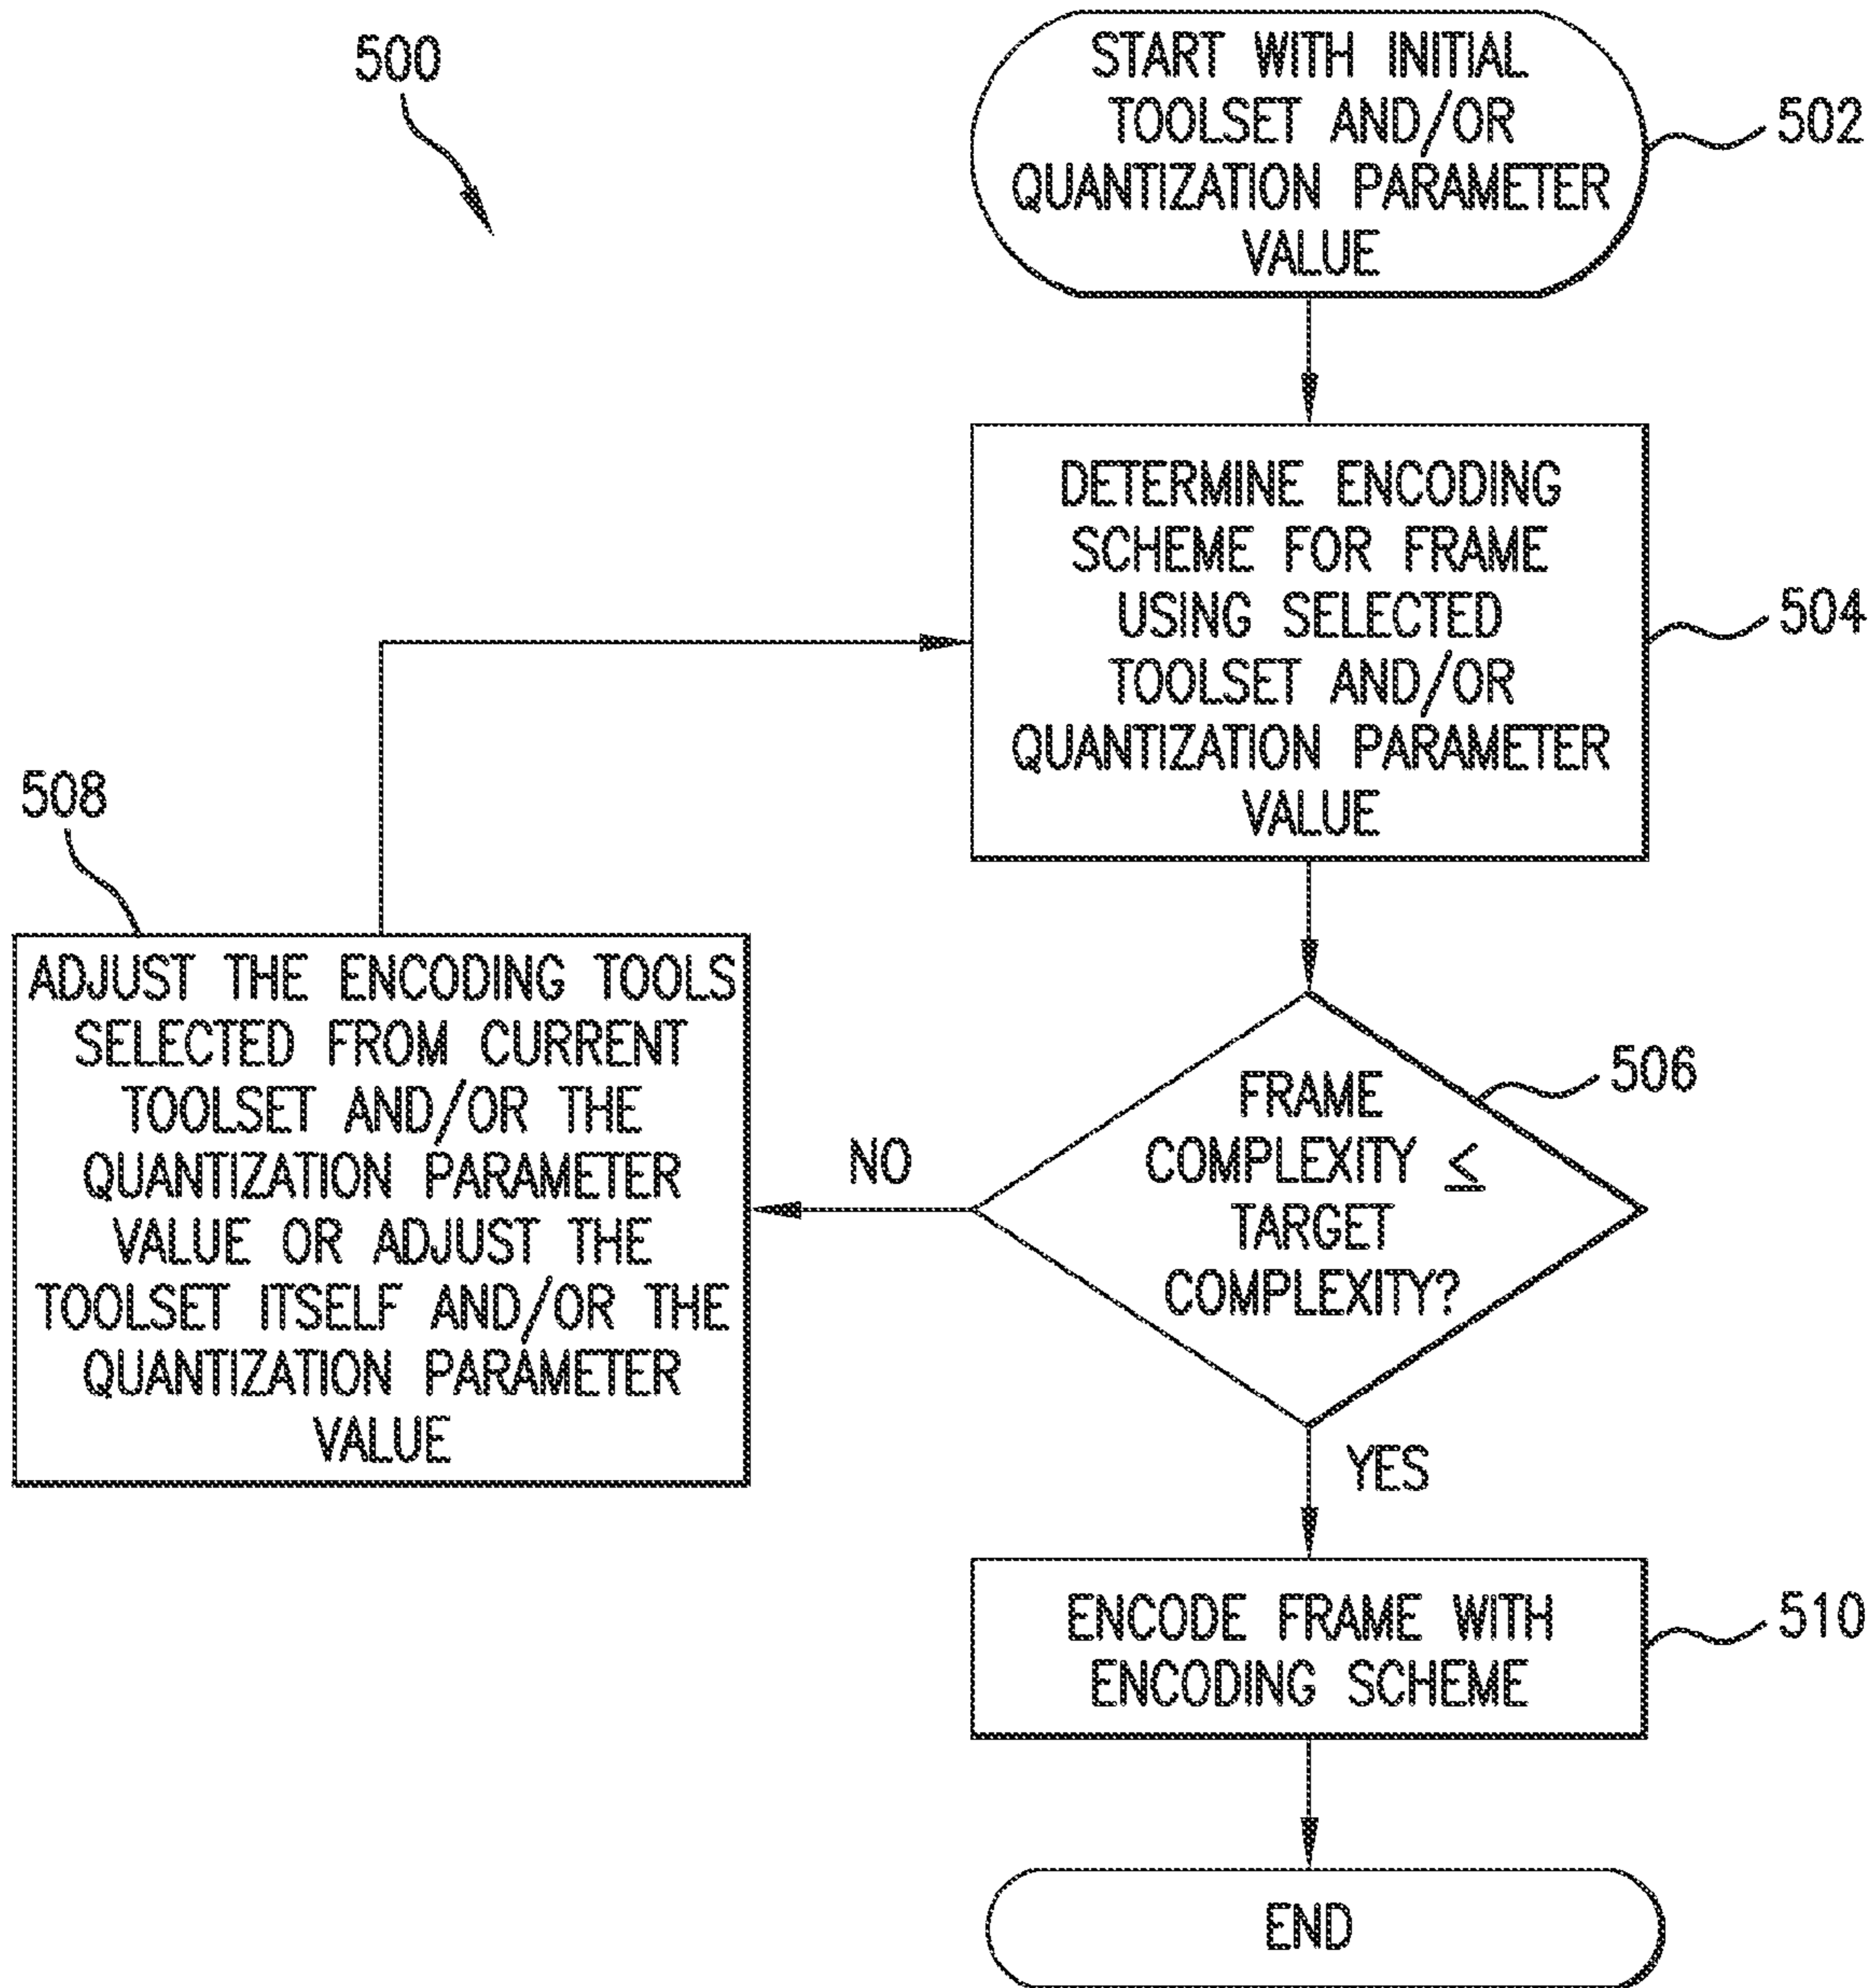 500
START WITH INITIAL
TOOLSET AND/OR
QUANTIZATION PARAMETER
VALUE
502
DETERMINE ENCODING
SCHEME FOR FRAME
USING SELECTED
TOOLSET AND/OR
QUANTIZATION PARAMETER
VALUE
504
508
ADJUST THE ENCODING TOOLS
SELECTED FROM CURRENT
TOOLSET AND/OR THE
QUANTIZATION PARAMETER
VALUE OR ADJUST THE
TOOLSET ITSELF AND/OR THE
QUANTIZATION PARAMETER
VALUE
NO
FRAME
COMPLEXITY ≤
TARGET
COMPLEXITY?
506
YES
ENCODE FRAME WITH
ENCODING SCHEME
510
END